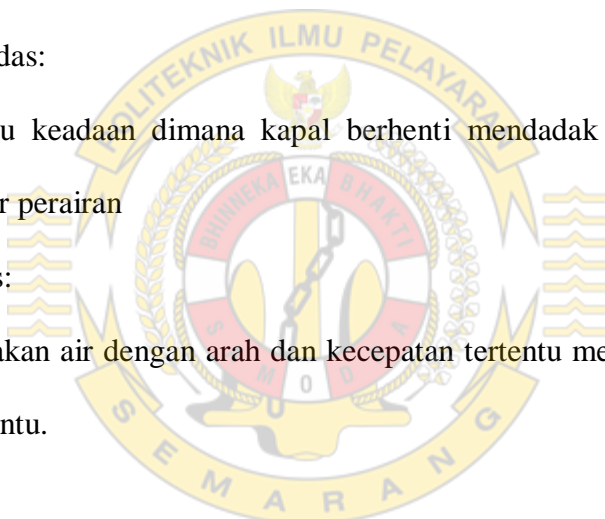 das:
u keadaan dimana kapal berhenti mendadak
r perairan
s:
akan air dengan arah dan kecepatan tertentu me
ntu.
POLITEKNIK ILMU PELAYARAN
BHINNEKA EKA BHAKTI
SEMARANG